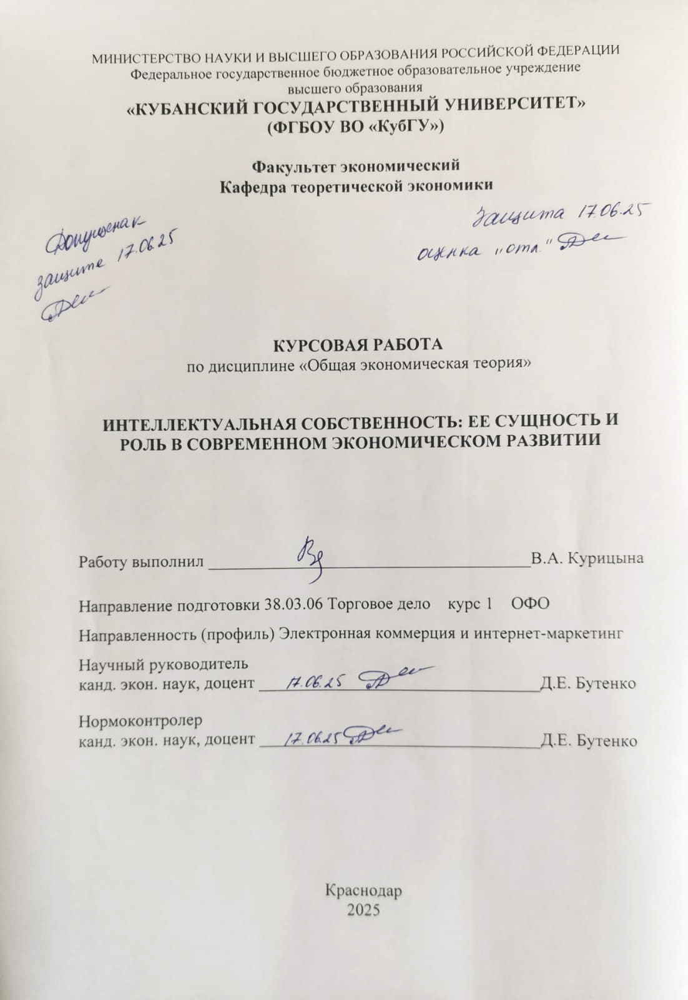 МИНИСТЕРСТВО НАУКИ И ВЫСШЕГО ОБРАЗОВАНИЯ РОССИЙСКОЙ ФЕДЕРАЦИИ
Федеральное государственное бюджетное образовательное учреждение
высшего образования
«КУБАНСКИЙ ГОСУДАРСТВЕННЫЙ УНИВЕРСИТЕТ»
(ФГБОУ ВО «КубГУ»)
Факультет экономический
Кафедра теоретической экономики
Допущена к
защите 17.06.25
Защита 17.06.25
оценка "отл."
КУРСОВАЯ РАБОТА
по дисциплине «Общая экономическая теория»
ИНТЕЛЛЕКТУАЛЬНАЯ СОБСТВЕННОСТЬ: ЕЕ СУЩНОСТЬ И
РОЛЬ В СОВРЕМЕННОМ ЭКОНОМИЧЕСКОМ РАЗВИТИИ
Работу выполнил В.А. Курицына
Направление подготовки 38.03.06 Торговое дело курс 1 ОФО
Направленность (профиль) Электронная коммерция и интернет-маркетинг
Научный руководитель
канд. экон. наук, доцент 17.06.25 Д.Е. Бутенко
Нормоконтролер
канд. экон. наук, доцент 17.06.25 Д.Е. Бутенко
Краснодар
2025